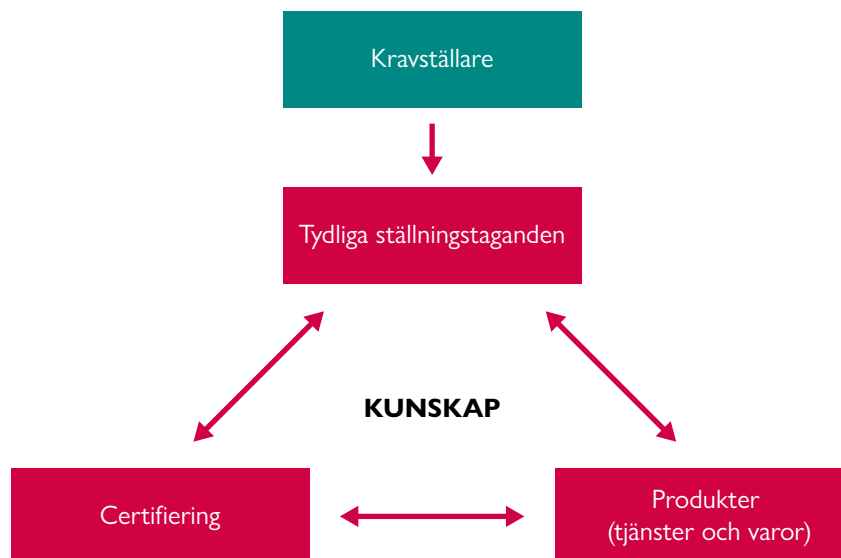 Kravställare
Tydliga ställningstaganden
KUNSKAP
Certifiering
Produkter
(tjänster och varor)